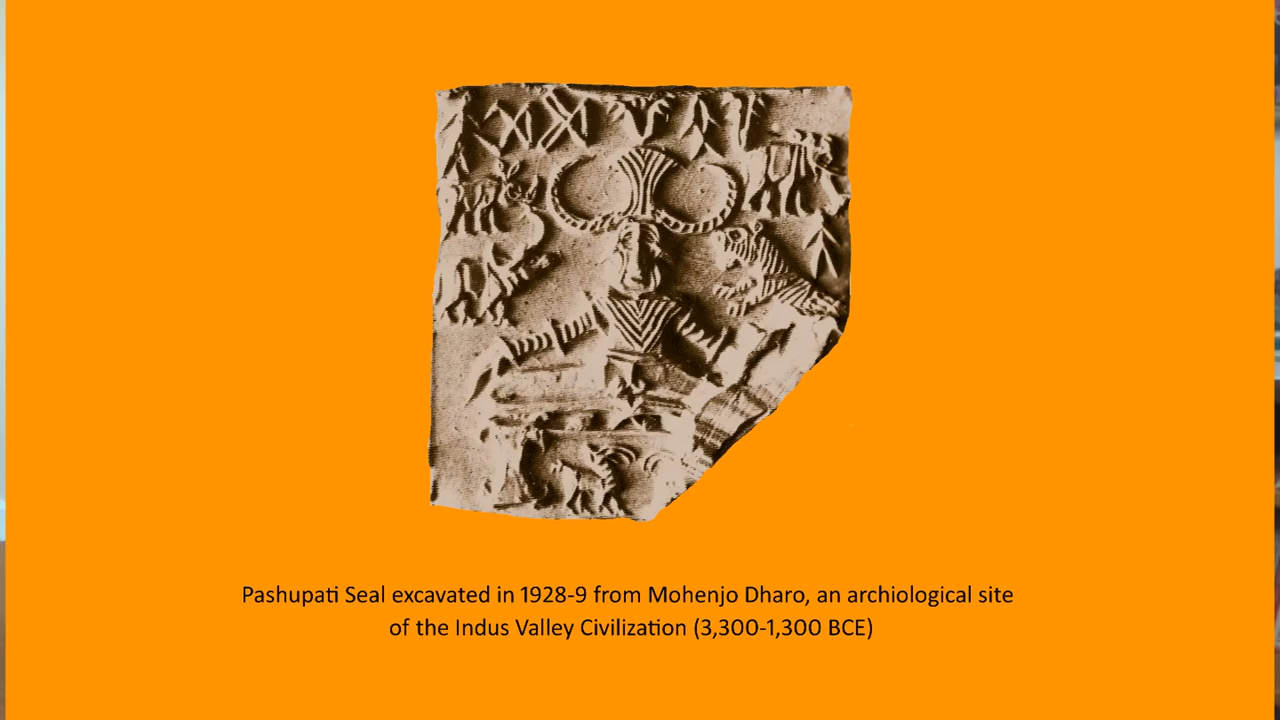 Pashupati Seal excavated in 1928-9 from Mohenjo Dharo, an archiological site
of the Indus Valley Civilization (3,300-1,300 BCE)